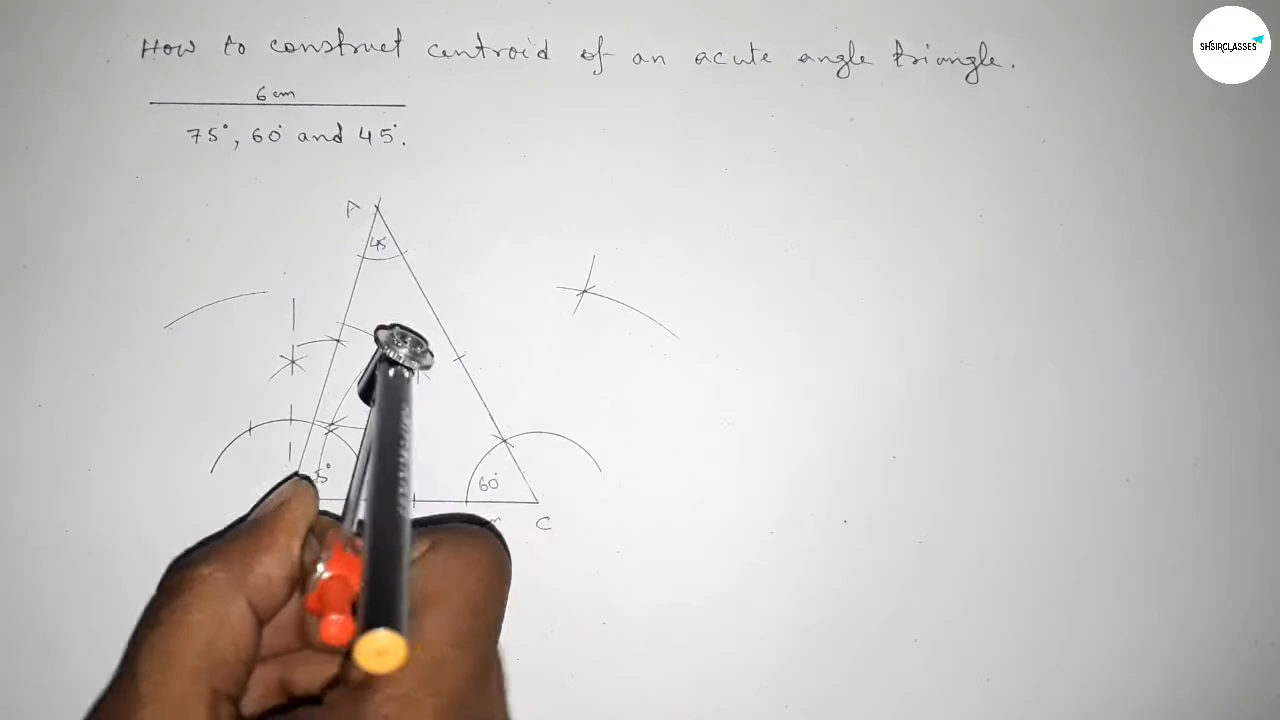 How to construct centroid of an acute angle triangle.
SHSIRCLASSES
6 cm
75°, 60° and 45°.
A
45
60°
C